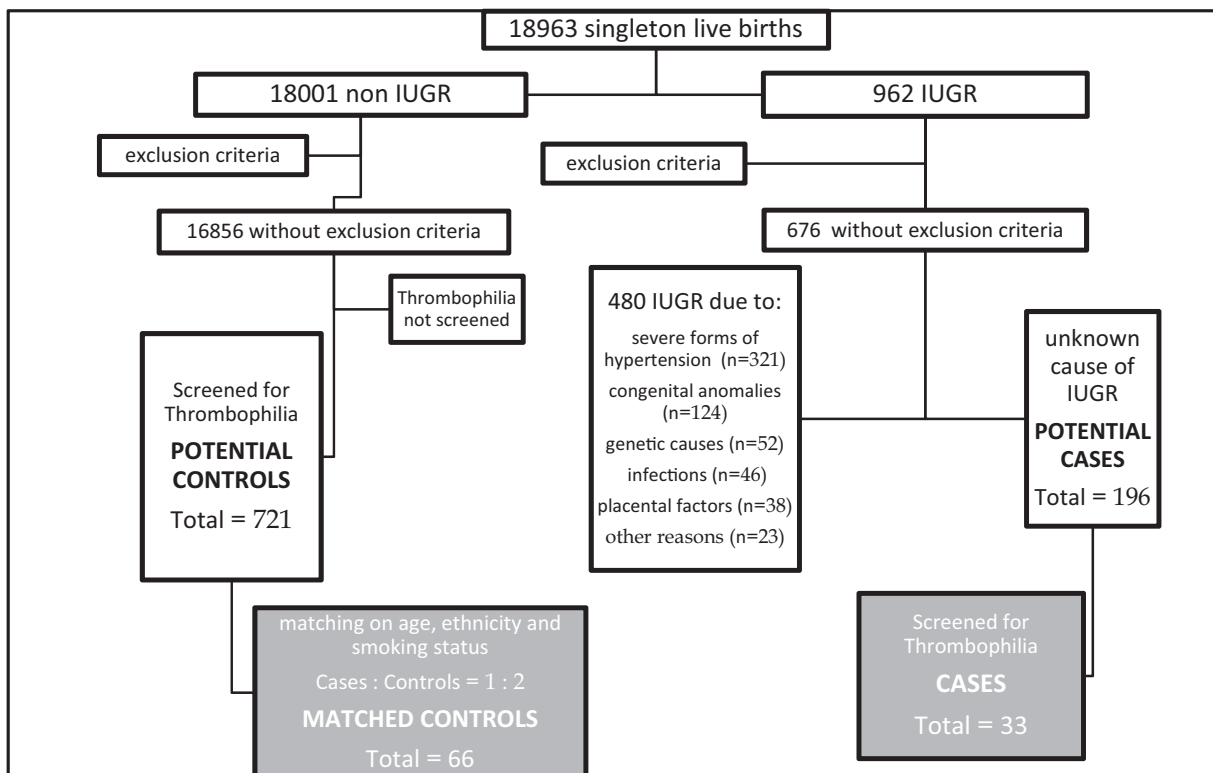 18963 singleton live births
18001 non IUGR
962 IUGR
exclusion criteria
exclusion criteria
16856 without exclusion criteria
676 without exclusion criteria
Thrombophilia
not screened
480 IUGR due to:
severe forms of
hypertension (n=321)
congenital anomalies
(n=124)
genetic causes (n=52)
infections (n=46)
placental factors (n=38)
other reasons (n=23)
unknown
cause of
IUGR
POTENTIAL
CASES
Total = 196
Screened for
Thrombophilia
POTENTIAL
CONTROLS
Total = 721
matching on age, ethnicity and
smoking status
Cases : Controls = 1 : 2
MATCHED CONTROLS
Total = 66
Screened for
Thrombophilia
CASES
Total = 33